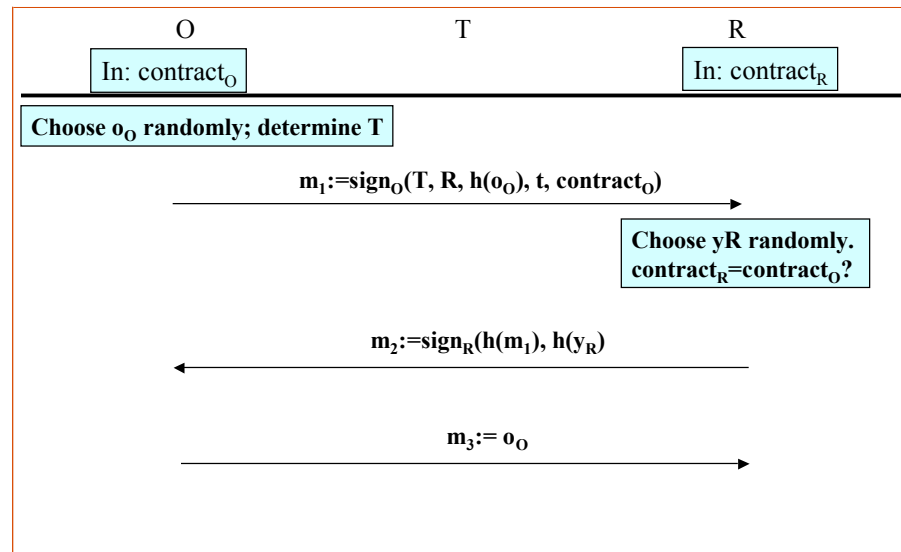 O T R
In: contract_O In: contract_R
Choose o_O randomly; determine T
m_1:=sign_O(T, R, h(o_O), t, contract_O)
Choose yR randomly.
contract_R=contract_O?
m_2:=sign_R(h(m_1), h(y_R)
m_3:= o_O